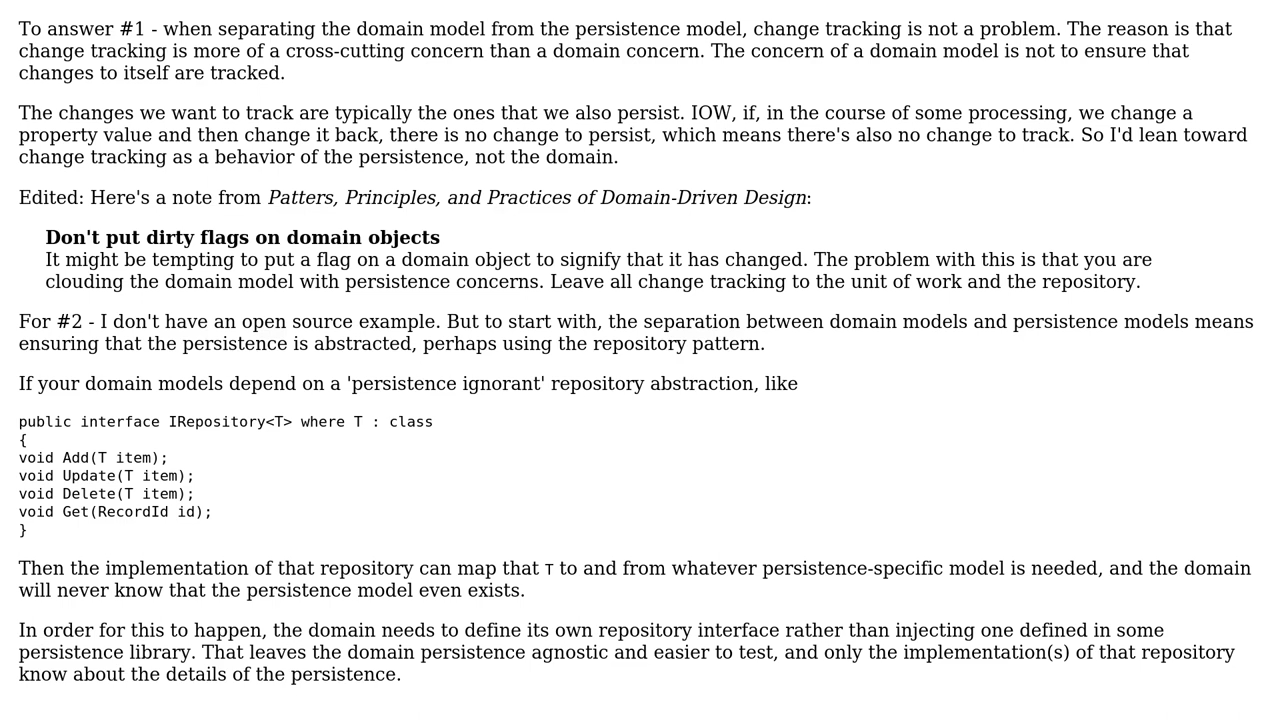 To answer #1 - when separating the domain model from the persistence model, change tracking is not a problem. The reason is that
change tracking is more of a cross-cutting concern than a domain concern. The concern of a domain model is not to ensure that
changes to itself are tracked.
The changes we want to track are typically the ones that we also persist. IOW, if, in the course of some processing, we change a
property value and then change it back, there is no change to persist, which means there's also no change to track. So I'd lean toward
change tracking as a behavior of the persistence, not the domain.
Edited: Here's a note from Patters, Principles, and Practices of Domain-Driven Design:
Don't put dirty flags on domain objects
It might be tempting to put a flag on a domain object to signify that it has changed. The problem with this is that you are
clouding the domain model with persistence concerns. Leave all change tracking to the unit of work and the repository.
For #2 - I don't have an open source example. But to start with, the separation between domain models and persistence models means
ensuring that the persistence is abstracted, perhaps using the repository pattern.
If your domain models depend on a 'persistence ignorant' repository abstraction, like
public interface IRepository<T> where T : class
{
void Add(T item);
void Update(T item);
void Delete(T item);
void Get(RecordId id);
}
Then the implementation of that repository can map that T to and from whatever persistence-specific model is needed, and the domain
will never know that the persistence model even exists.
In order for this to happen, the domain needs to define its own repository interface rather than injecting one defined in some
persistence library. That leaves the domain persistence agnostic and easier to test, and only the implementation(s) of that repository
know about the details of the persistence.